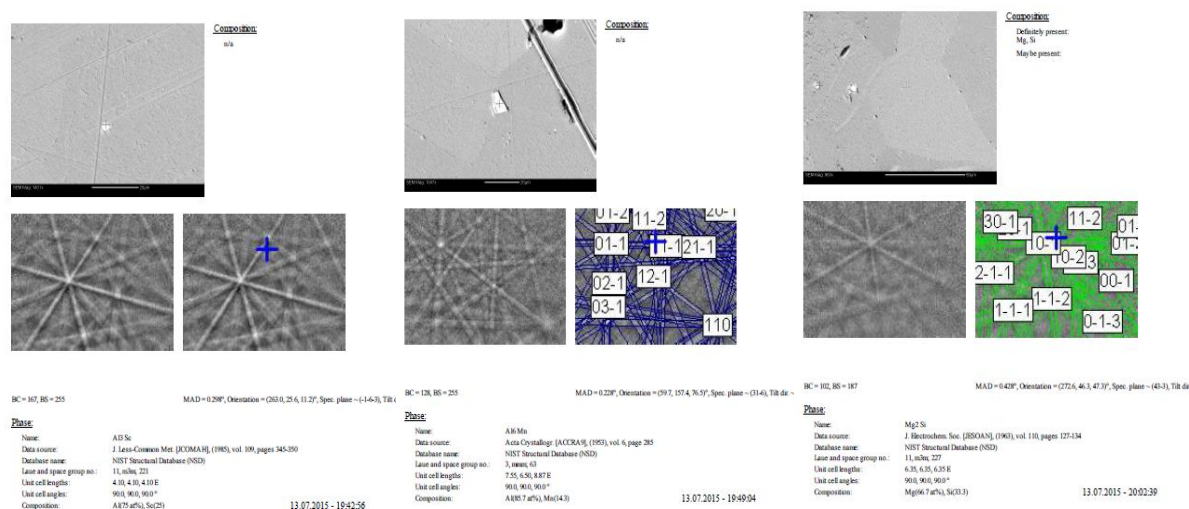 Composition:
n/a
BC = 167, BS = 255
MAD = 0.298°, Orientation = (263.0, 25.6, 11.2)°, Spec. plane ~ (-1-6-3), Tilt
Phase:
Name: Al3 Sc
Data source: J. Less-Common Met. [JCOMAH], (1985), vol. 109, pages 345-350
Database name: NIST Structural Database (NSD)
Laue and space group no.: 11, m3m; 221
Unit cell lengths: 4.10, 4.10, 4.10 E
Unit cell angles: 90.0, 90.0, 90.0 °
Composition: Al(75 at%), Sc(25)
13.07.2015 - 19:42:56
Composition:
n/a
01-2
11-2
20-1
01-1
1-1
21-1
02-1
12-1
03-1
110
BC = 128, BS = 255
MAD = 0.228°, Orientation = (59.7, 157.4, 76.5)°, Spec. plane ~ (31-6), Tilt dir. ~
Phase:
Name: Al6 Mn
Data source: Acta Crystallogr. [ACCRA9], (1953), vol. 6, page 285
Database name: NIST Structural Database (NSD)
Laue and space group no.: 3, mmm; 63
Unit cell lengths: 7.55, 6.50, 8.87 E
Unit cell angles: 90.0, 90.0, 90.0 °
Composition: Al(85.7 at%), Mn(14.3)
13.07.2015 - 19:49:04
Composition:
Definitely present:
Mg, Si
Maybe present:
30-1
11-2
01-
-1
10-
01-2
10-2
3
2-1-1
00-1
1-1-1
1-1-2
0-1-3
BC = 102, BS = 187
MAD = 0.428°, Orientation = (272.6, 46.3, 47.3)°, Spec. plane ~ (43-3), Tilt di
Phase:
Name: Mg2 Si
Data source: J. Electrochem. Soc. [JESOAN], (1963), vol. 110, pages 127-134
Database name: NIST Structural Database (NSD)
Laue and space group no.: 11, m3m; 227
Unit cell lengths: 6.35, 6.35, 6.35 E
Unit cell angles: 90.0, 90.0, 90.0 °
Composition: Mg(66.7 at%), Si(33.3)
13.07.2015 - 20:02:39